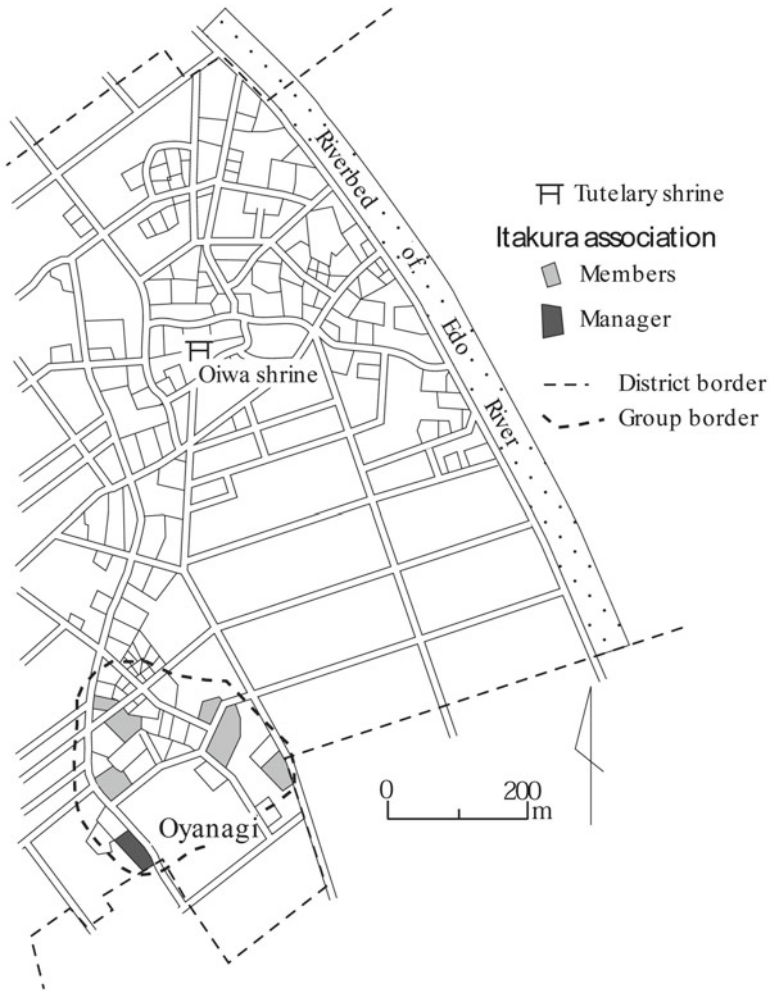 Riverbed
of
Edo
River
Tutelary shrine
Itakura association
Members
Manager
District border
Group border
Oiwa shrine
0 200
m
Oyanagi